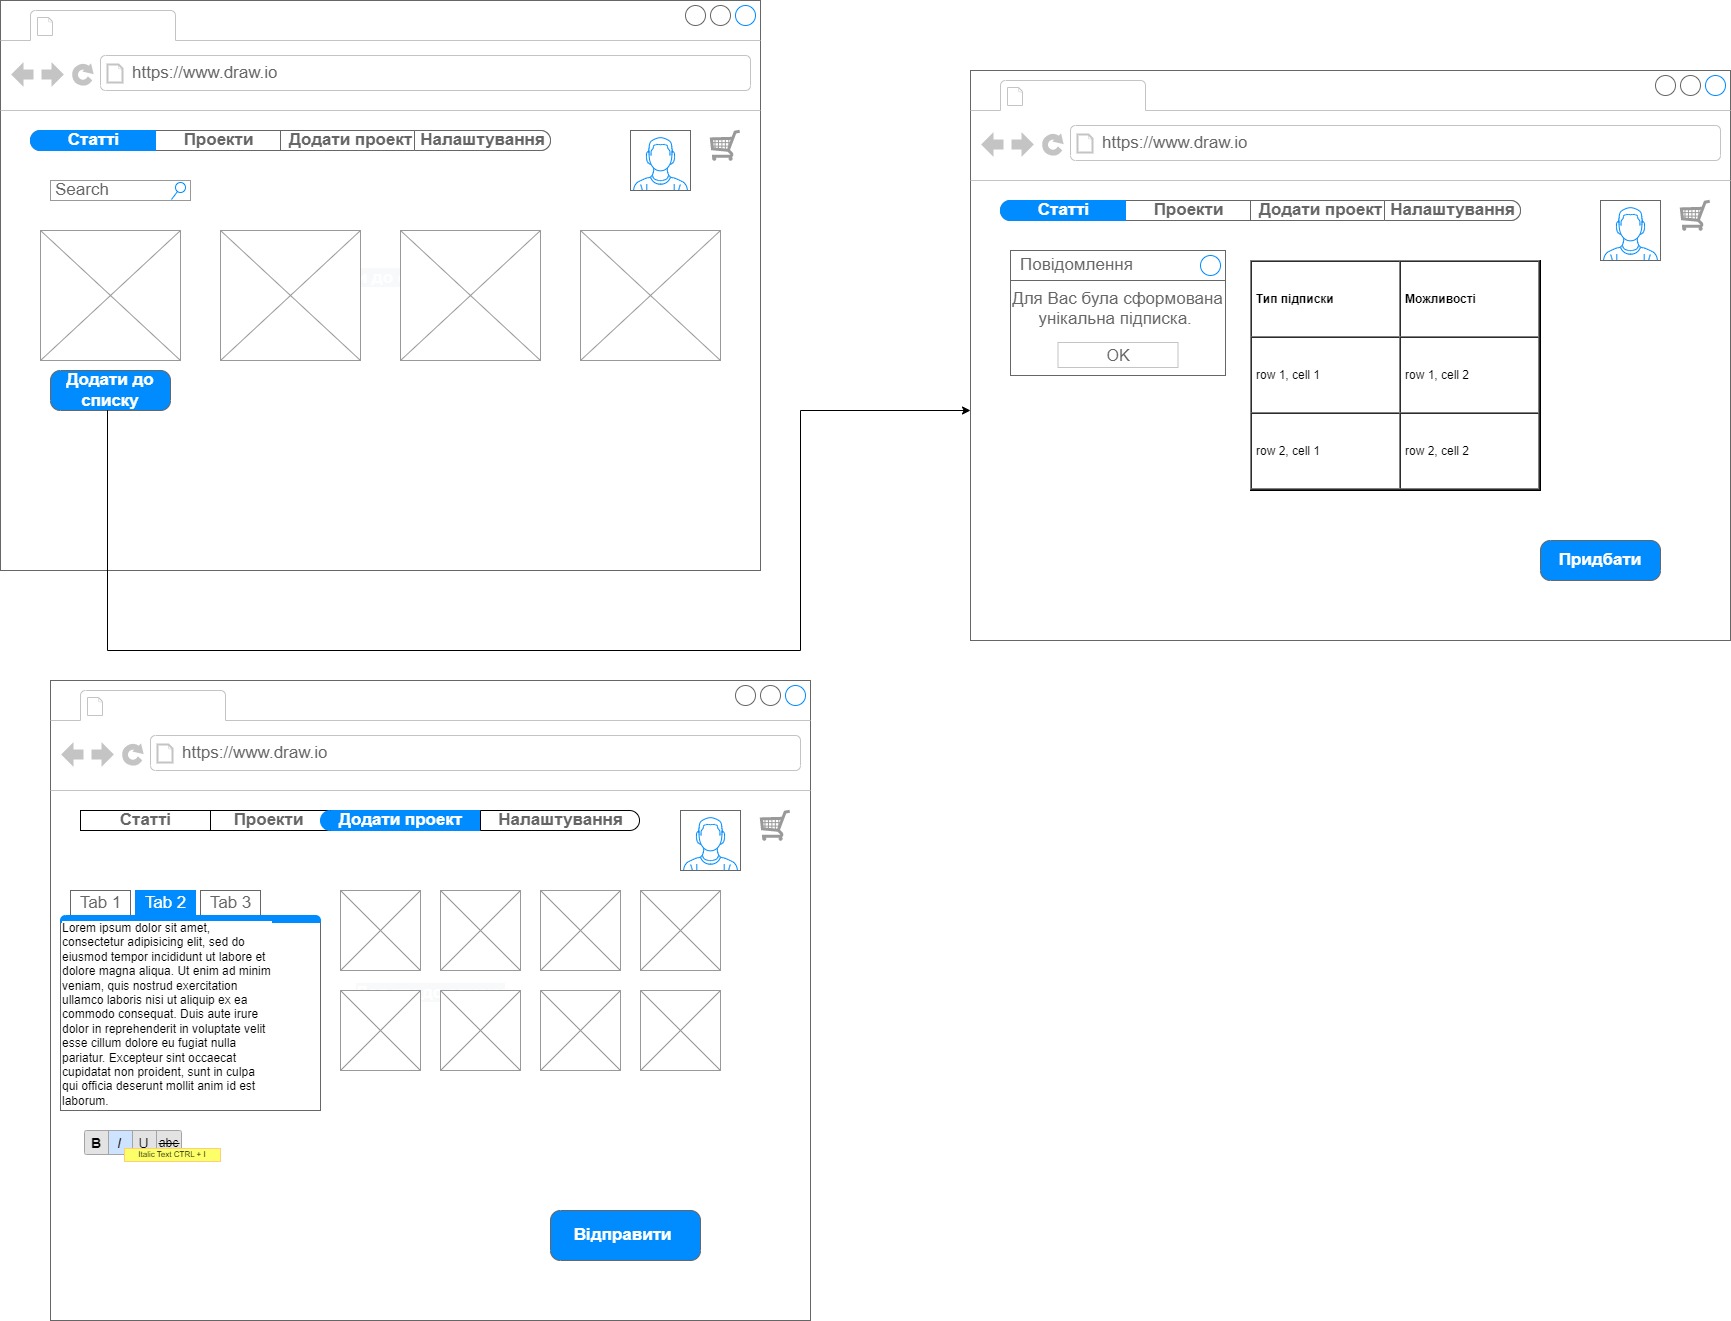 https://www.draw.io
Статті Проекти Додати проект Налаштування
Search
Додати до
списку
https://www.draw.io
Статті Проекти Додати проект Налаштування
Повідомлення
Для Вас була сформована
унікальна підписка.
OK
Тип підписки Можливості
row 1, cell 1 row 1, cell 2
row 2, cell 1 row 2, cell 2
Придбати
https://www.draw.io
Статті Проекти Додати проект Налаштування
Tab 1 Tab 2 Tab 3
Lorem ipsum dolor sit amet,
consectetur adipisicing elit, sed do
eiusmod tempor incididunt ut labore et
dolore magna aliqua. Ut enim ad minim
veniam, quis nostrud exercitation
ullamco laboris nisi ut aliquip ex ea
commodo consequat. Duis aute irure
dolor in reprehenderit in voluptate velit
esse cillum dolore eu fugiat nulla
pariatur. Excepteur sint occaecat
cupidatat non proident, sunt in culpa
qui officia deserunt mollit anim id est
laborum.
B I U abc
Italic Text CTRL + I
Відправити